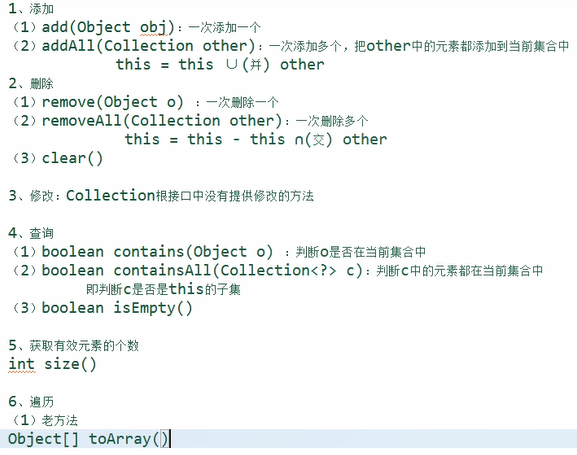 1、添加
（1）add(Object obj)：一次添加一个
（2）addAll(Collection other)：一次添加多个，把other中的元素都添加到当前集合中
this = this ∪(并) other
2、删除
（1）remove(Object o) ：一次删除一个
（2）removeAll(Collection other)：一次删除多个
this = this - this ∩(交) other
（3）clear()
3、修改：Collection根接口中没有提供修改的方法
4、查询
（1）boolean contains(Object o) ：判断o是否在当前集合中
（2）boolean containsAll(Collection<?> c)：判断c中的元素都在当前集合中
即判断c是否是this的子集
（3）boolean isEmpty()
5、获取有效元素的个数
int size()
6、遍历
（1）老方法
Object[] toArray()